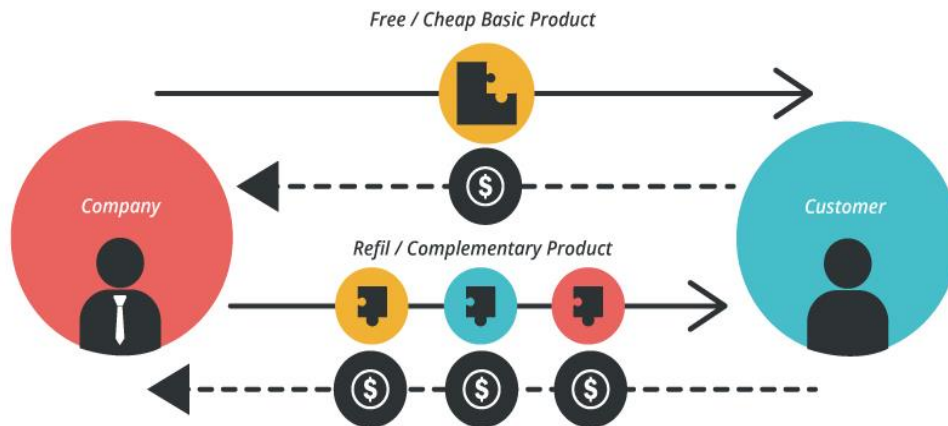 Free / Cheap Basic Product
$
Company
Customer
Refil / Complementary Product
$ $ $